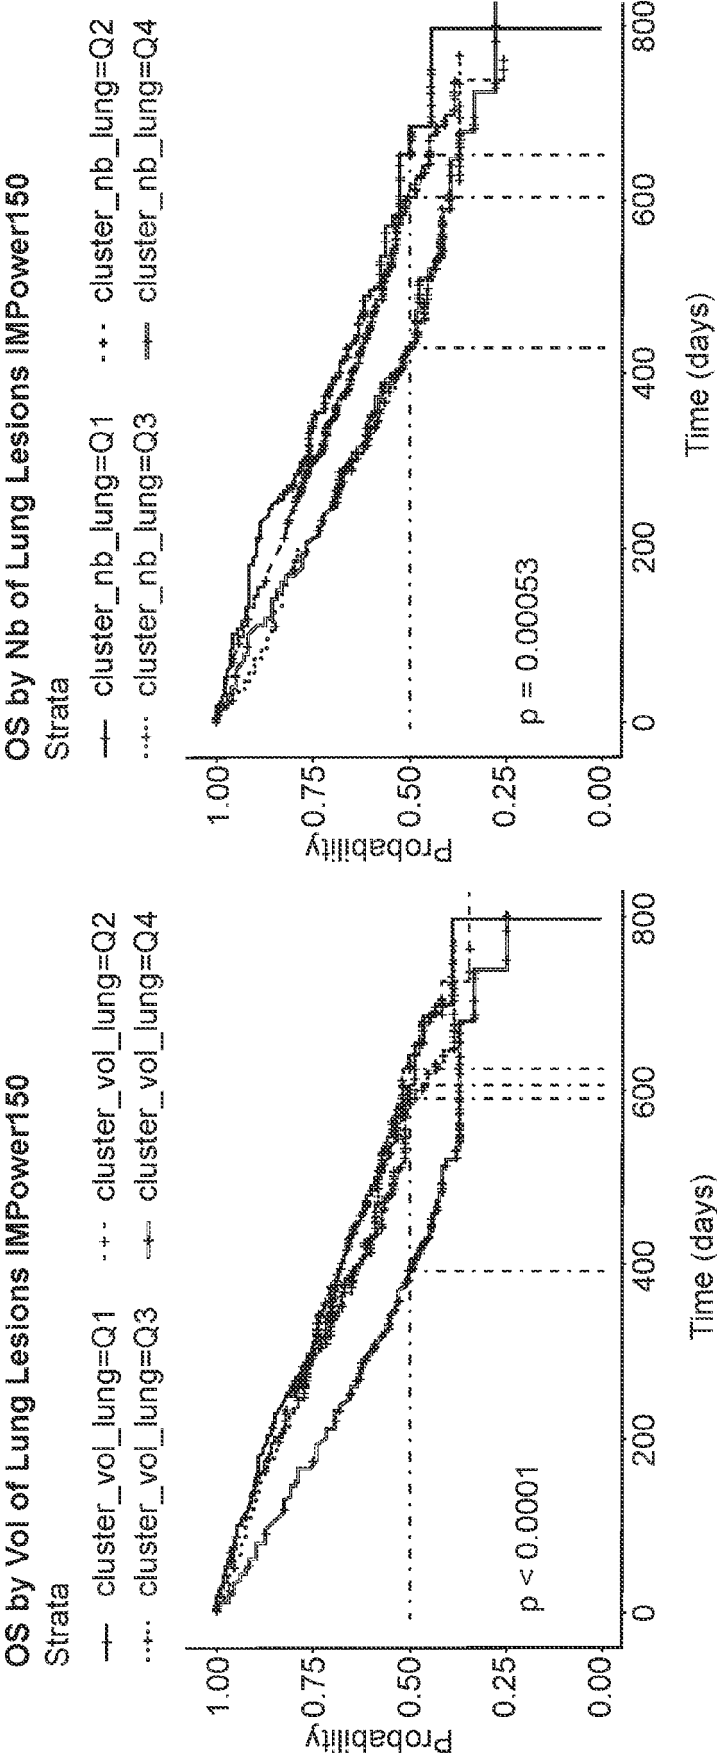 OS by Vol of Lung Lesions IMPower150
Strata
cluster_vol_lung=Q1
cluster_vol_lung=Q2
cluster_vol_lung=Q3
cluster_vol_lung=Q4
1.00
0.75
0.50
0.25
0.00
Probability
p < 0.0001
0
200
400
600
800
Time (days)
OS by Nb of Lung Lesions IMPower150
Strata
cluster_nb_lung=Q1
cluster_nb_lung=Q2
cluster_nb_lung=Q3
cluster_nb_lung=Q4
1.00
0.75
0.50
0.25
0.00
Probability
p = 0.00053
0
200
400
600
800
Time (days)